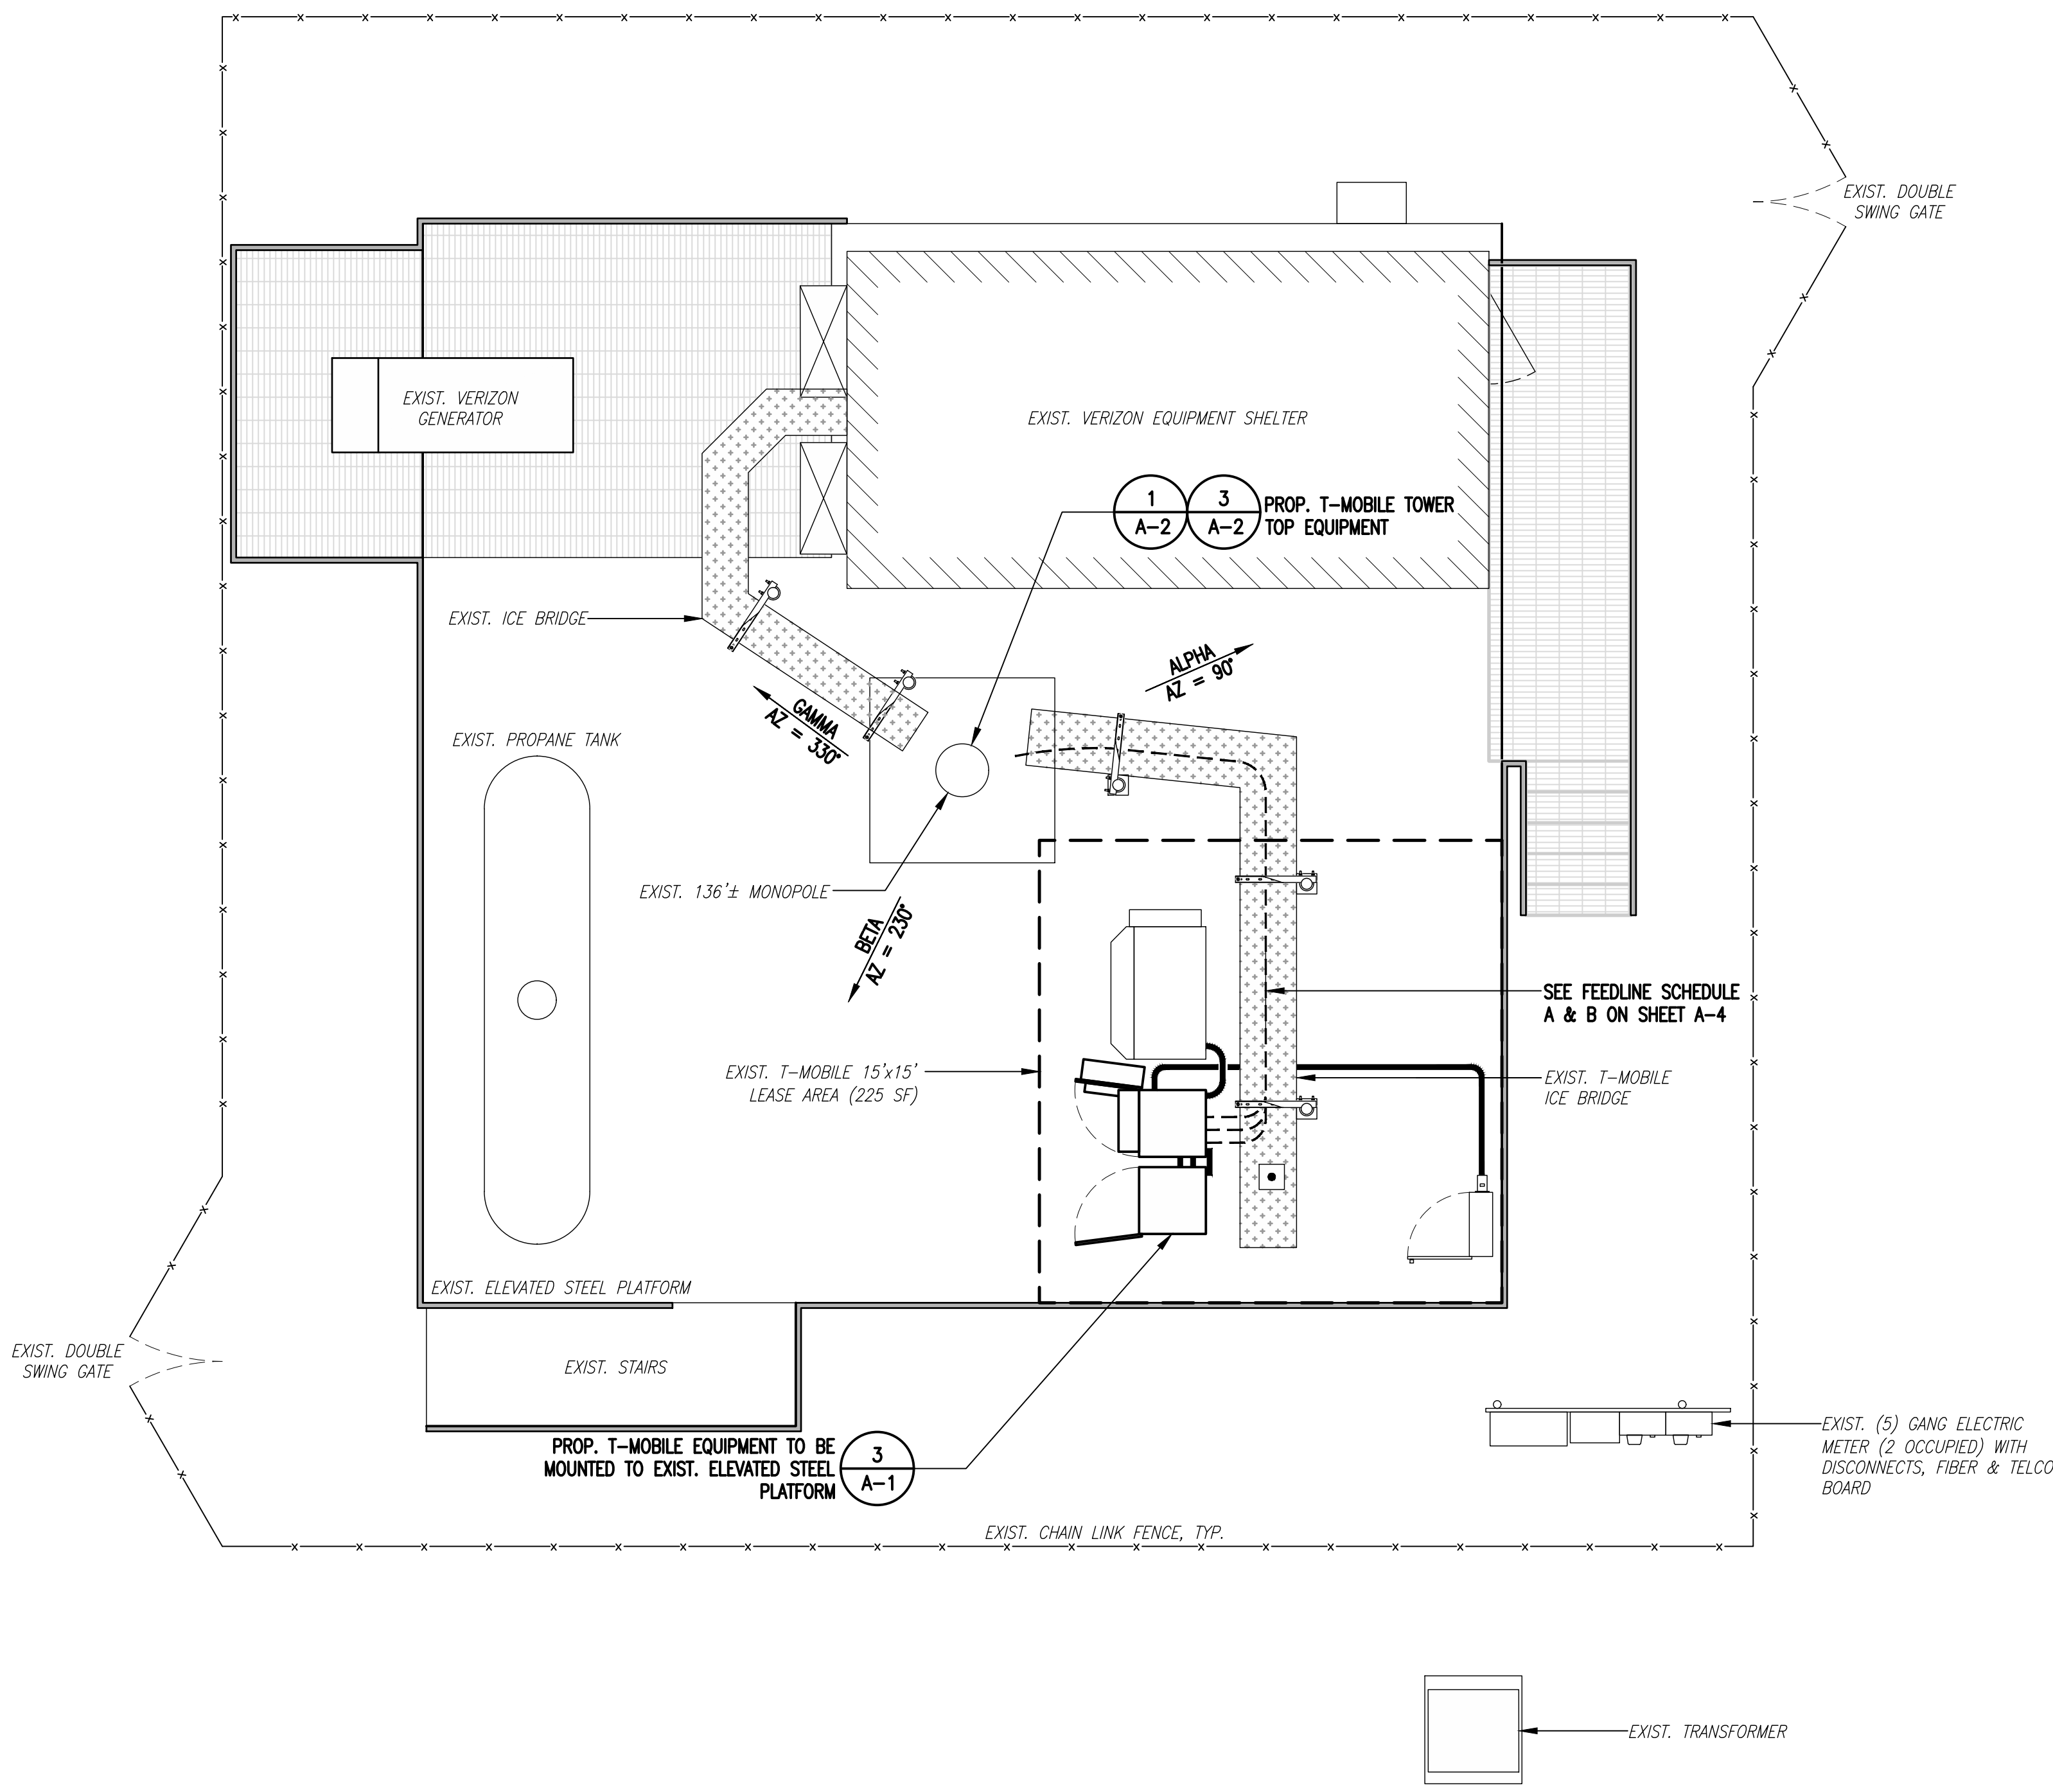 EXIST. DOUBLE
SWING GATE
EXIST. VERIZON
GENERATOR
EXIST. VERIZON EQUIPMENT SHELTER
1
A-2
3
A-2
PROP. T-MOBILE TOWER
TOP EQUIPMENT
EXIST. ICE BRIDGE
ALPHA
AZ = 90°
GAMMA
AZ = 330°
EXIST. PROPANE TANK
EXIST. 136'± MONOPOLE
BETA
AZ = 230°
SEE FEEDLINE SCHEDULE
A & B ON SHEET A-4
EXIST. T-MOBILE 15'x15'
LEASE AREA (225 SF)
EXIST. T-MOBILE
ICE BRIDGE
EXIST. ELEVATED STEEL PLATFORM
EXIST. DOUBLE
SWING GATE
EXIST. STAIRS
PROP. T-MOBILE EQUIPMENT TO BE
MOUNTED TO EXIST. ELEVATED STEEL
PLATFORM
3
A-1
EXIST. (5) GANG ELECTRIC
METER (2 OCCUPIED) WITH
DISCONNECTS, FIBER & TELCO
BOARD
EXIST. CHAIN LINK FENCE, TYP.
EXIST. TRANSFORMER